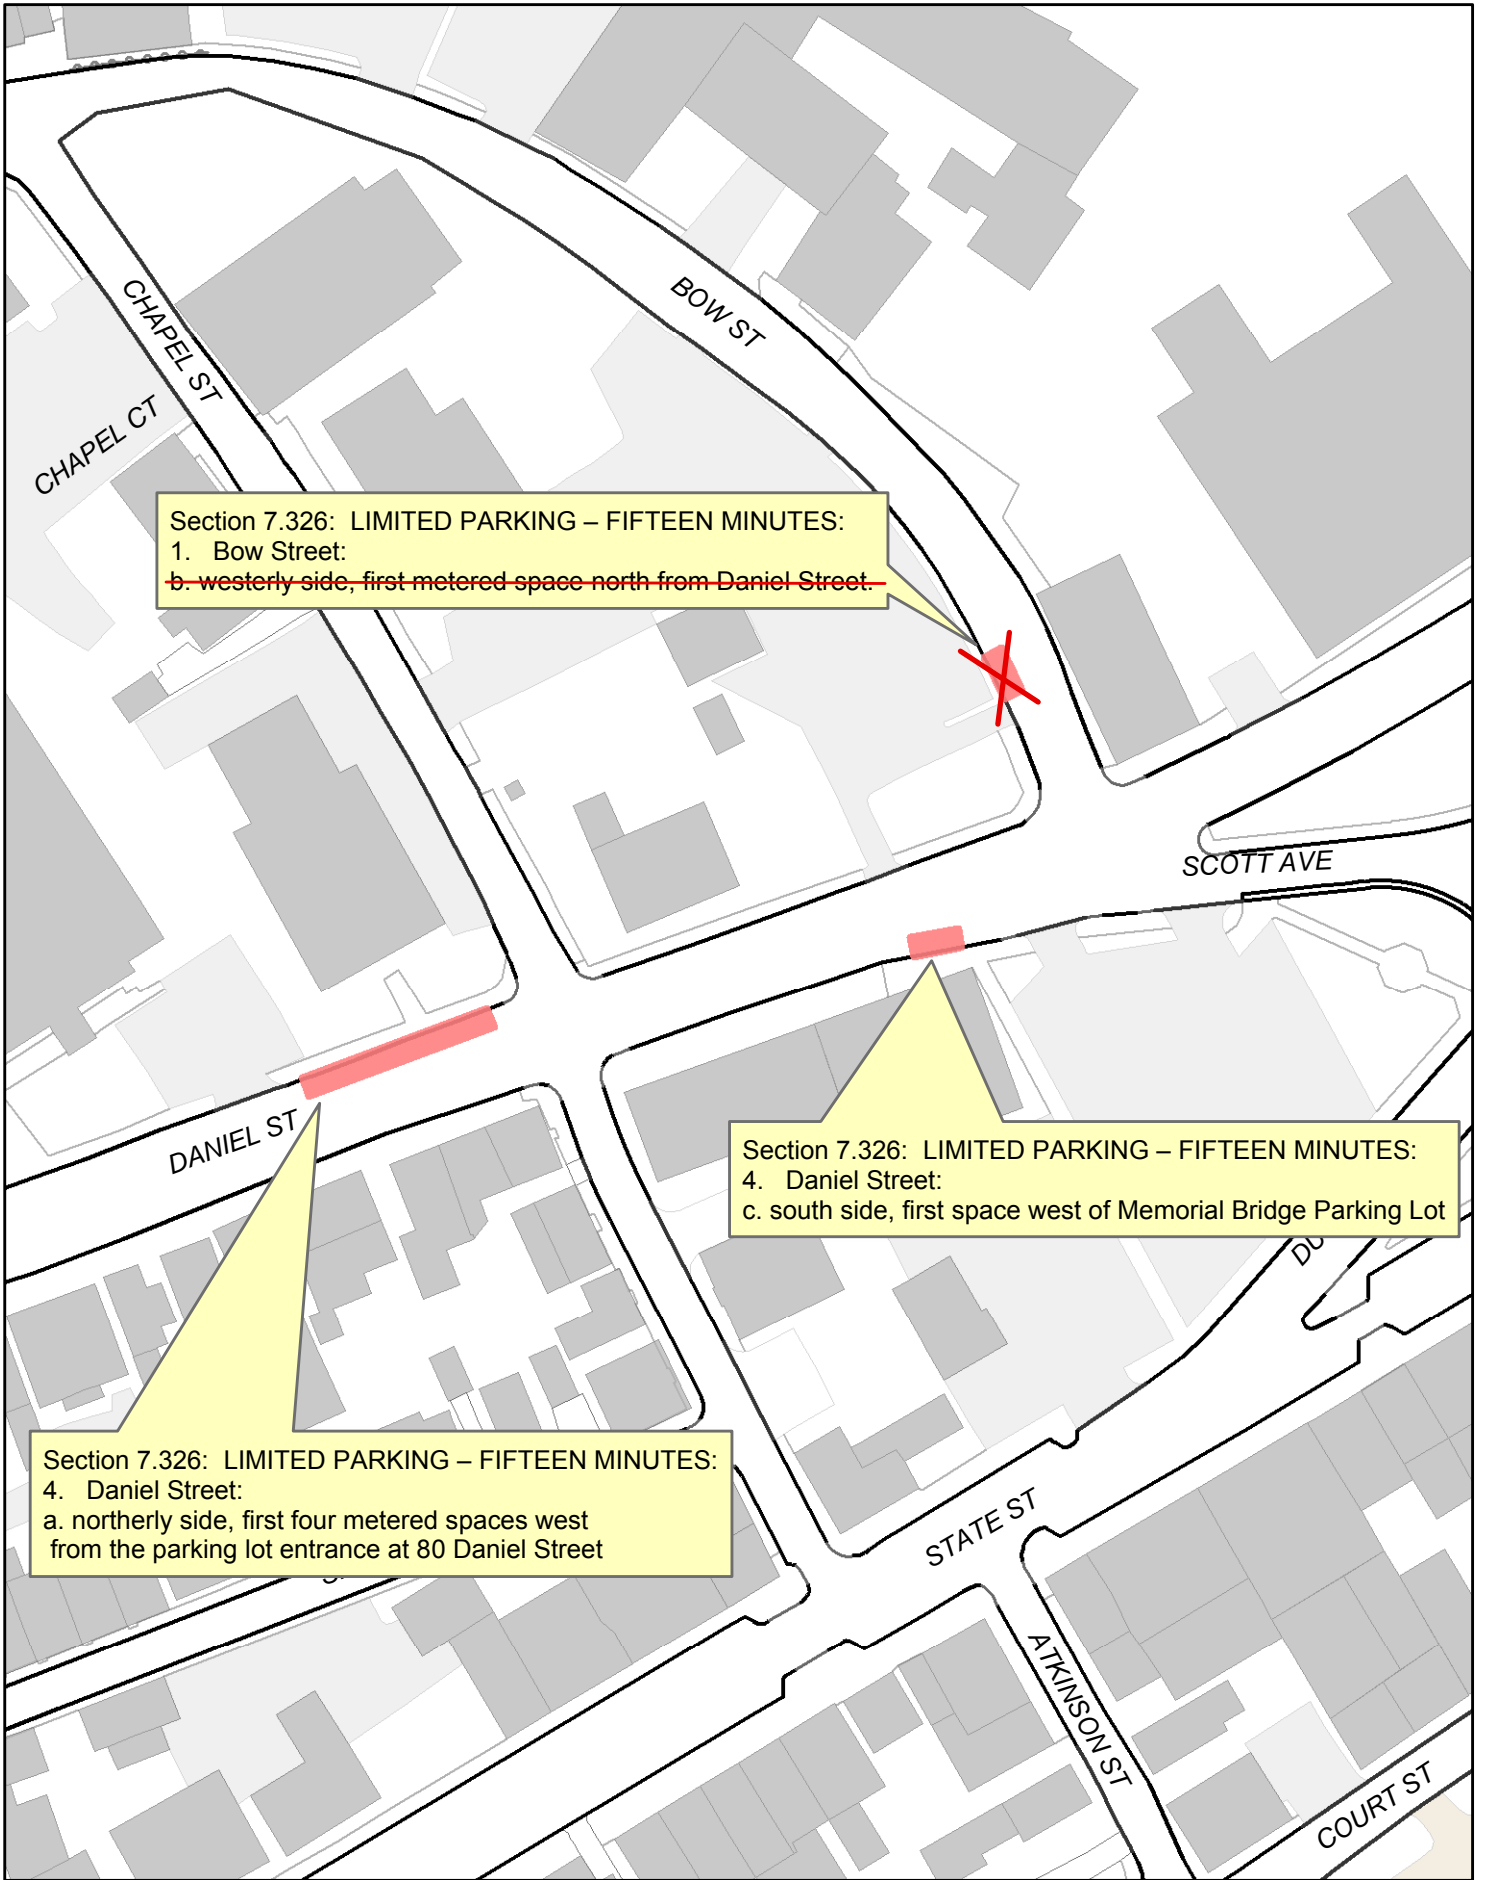 BOW ST
CHAPEL ST
CHAPEL CT
Section 7.326:  LIMITED PARKING – FIFTEEN MINUTES:
1.   Bow Street:
b. westerly side, first metered space north from Daniel Street.
SCOTT AVE
DANIEL ST
Section 7.326:  LIMITED PARKING – FIFTEEN MINUTES:
4.   Daniel Street:
c. south side, first space west of Memorial Bridge Parking Lot
Section 7.326:  LIMITED PARKING – FIFTEEN MINUTES:
4.   Daniel Street:
a. northerly side, first four metered spaces west
from the parking lot entrance at 80 Daniel Street
STATE ST
ATKINSON ST
COURT ST